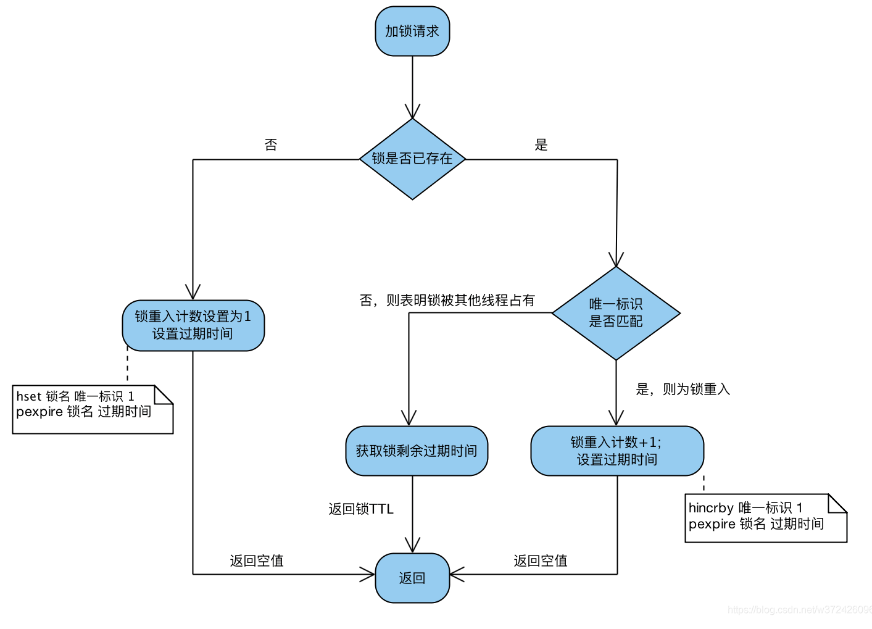 加锁请求
否
是
锁是否已存在
唯一标识
是否匹配
否，则表明锁被其他线程占有
锁重入计数设置为1
设置过期时间
hset 锁名 唯一标识 1
pexpire 锁名 过期时间
是，则为锁重入
获取锁剩余过期时间
锁重入计数+1;
设置过期时间
hincrby 唯一标识 1
pexpire 锁名 过期时间
返回锁TTL
返回空值
返回空值
返回